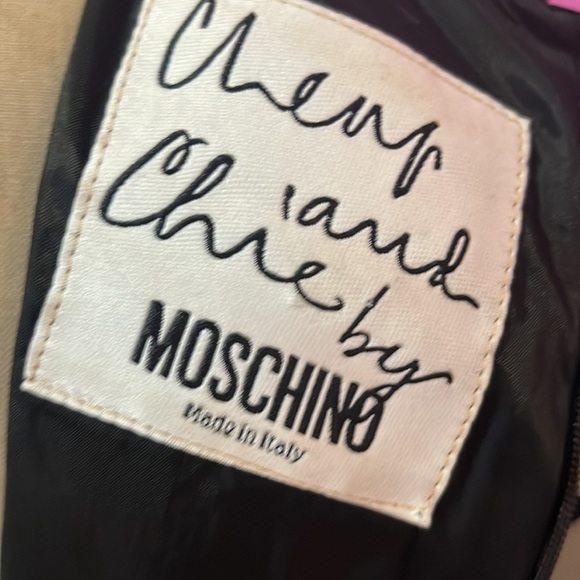 Cheap
and
Chic by
MOSCHINO
Made in Italy